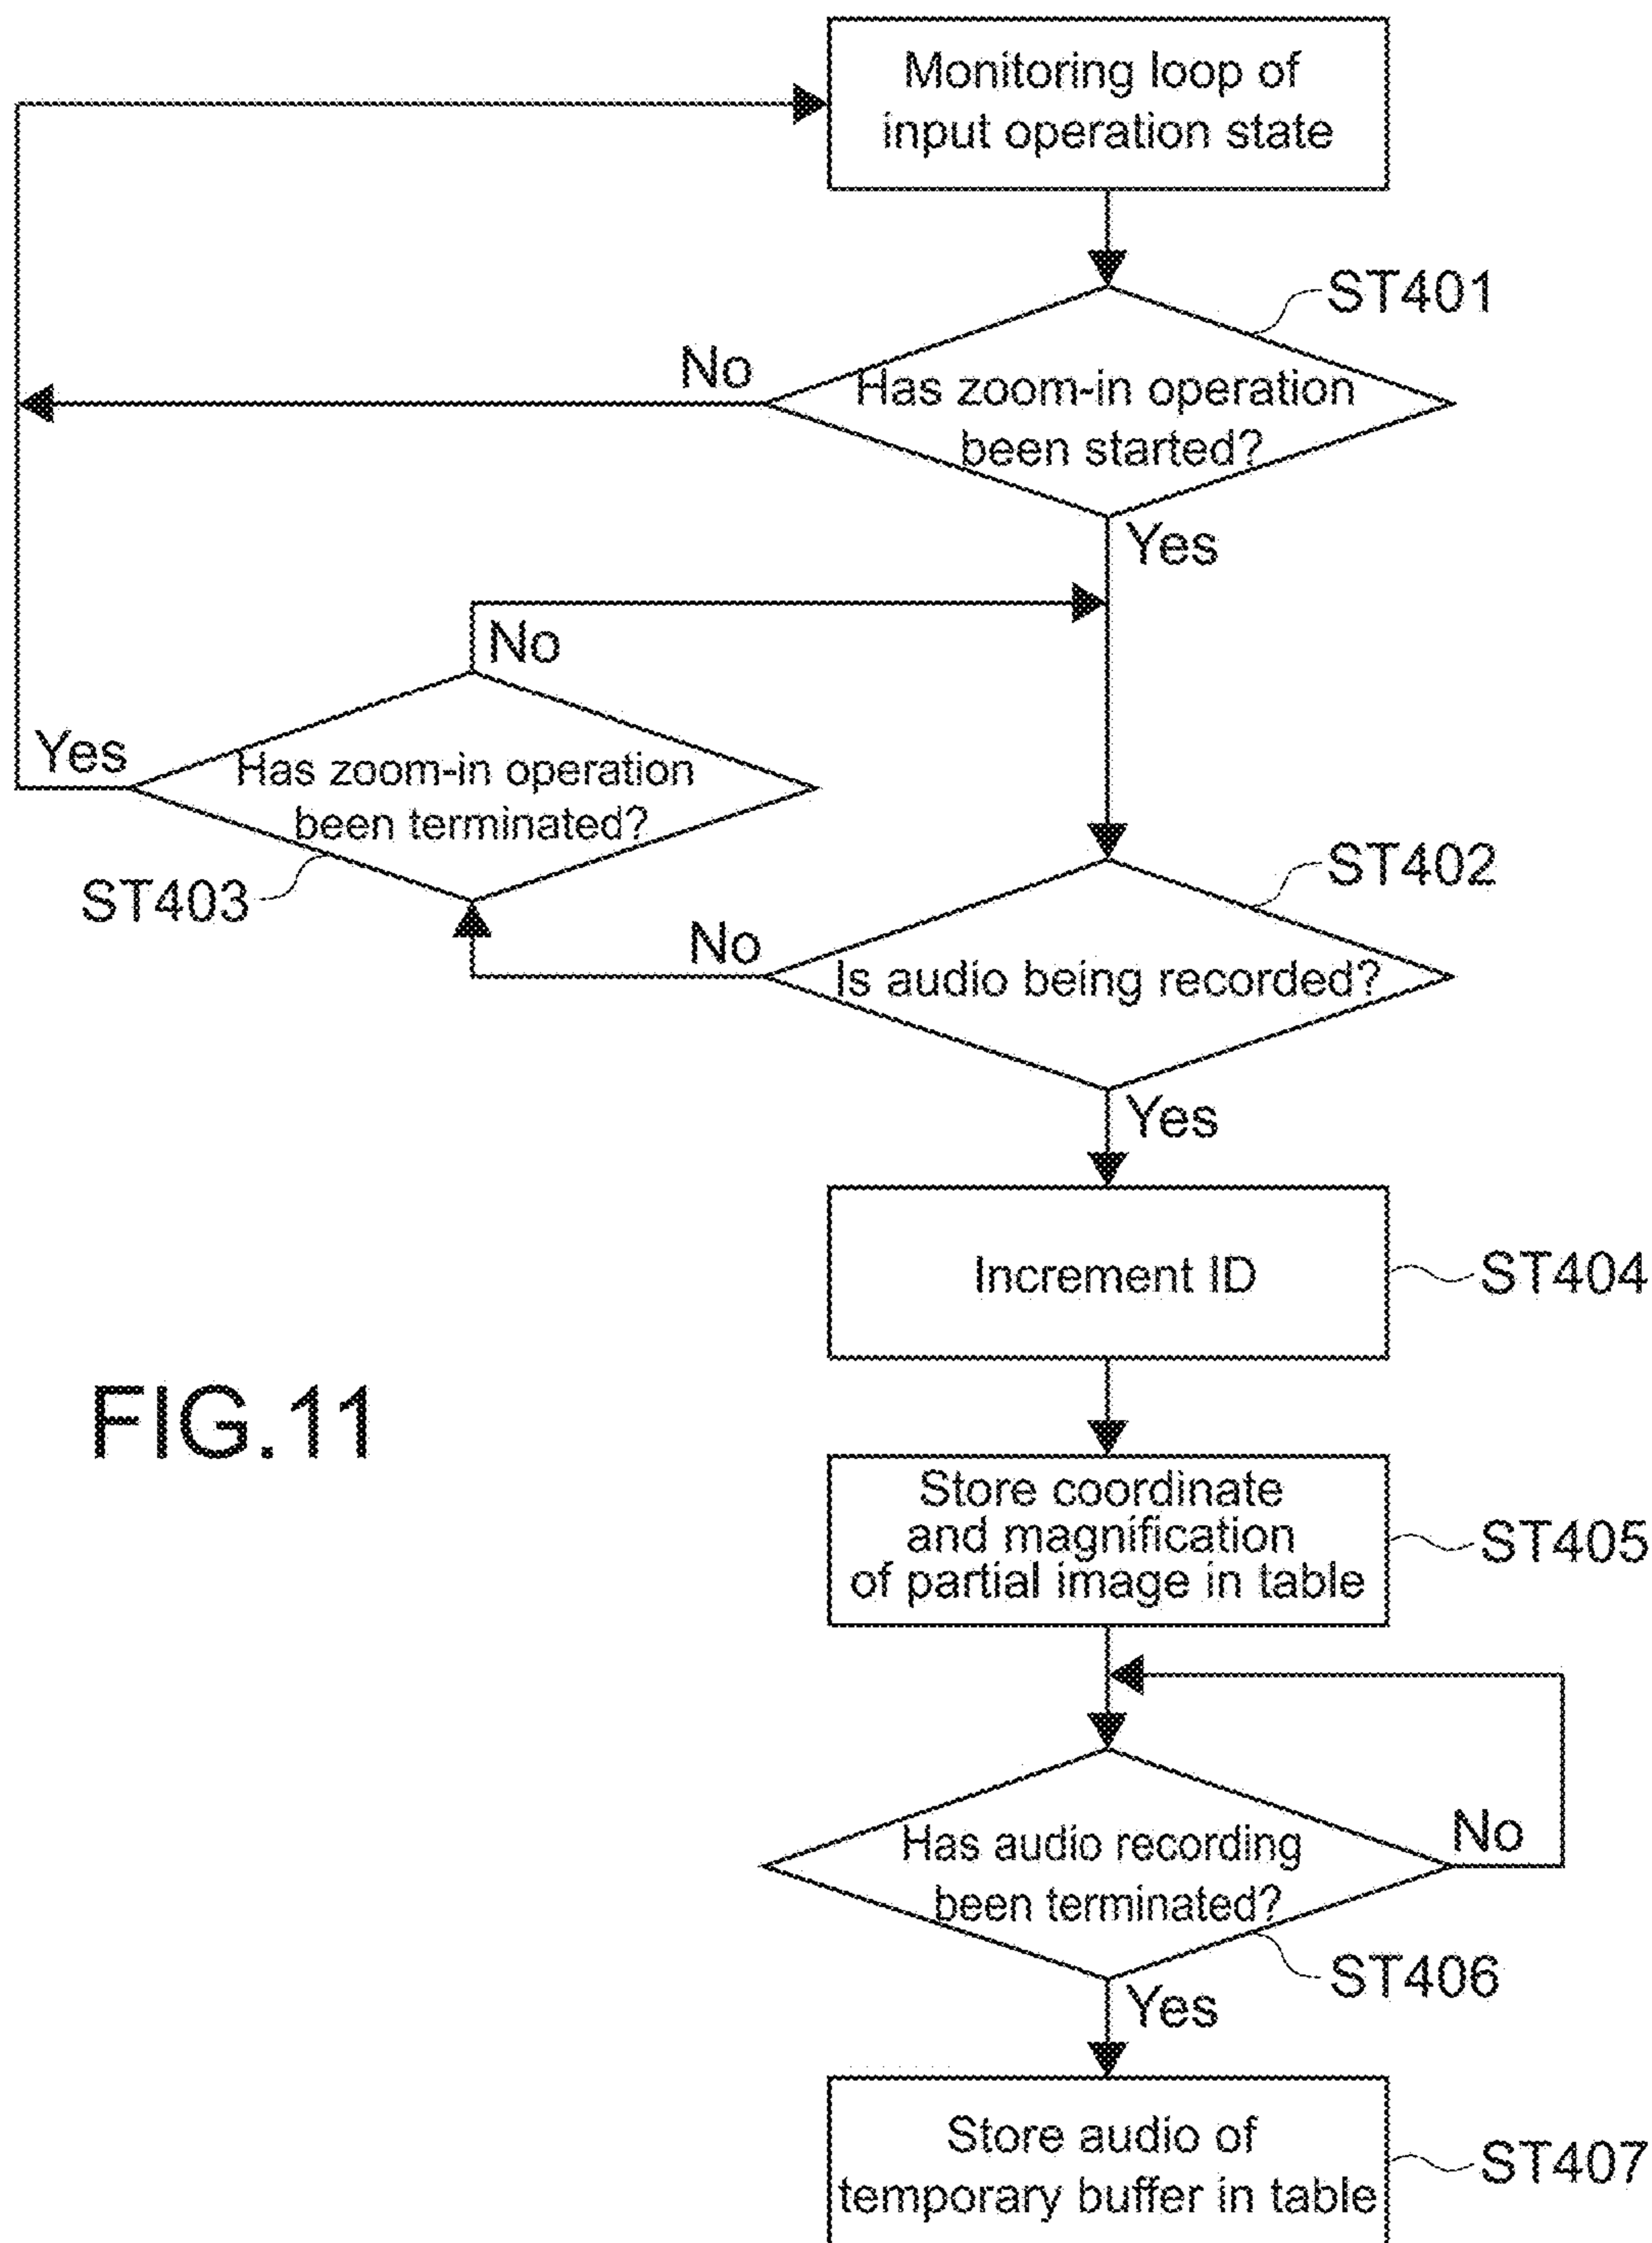 Monitoring loop of
input operation state
ST401
No
Has zoom-in operation
been started?
Yes
No
Yes
Has zoom-in operation
been terminated?
ST403
ST402
No
Is audio being recorded?
Yes
Increment ID
ST404
FIG.11
Store coordinate
and magnification
of partial image in table
ST405
Has audio recording
been terminated?
No
ST406
Yes
Store audio of
temporary buffer in table
ST407